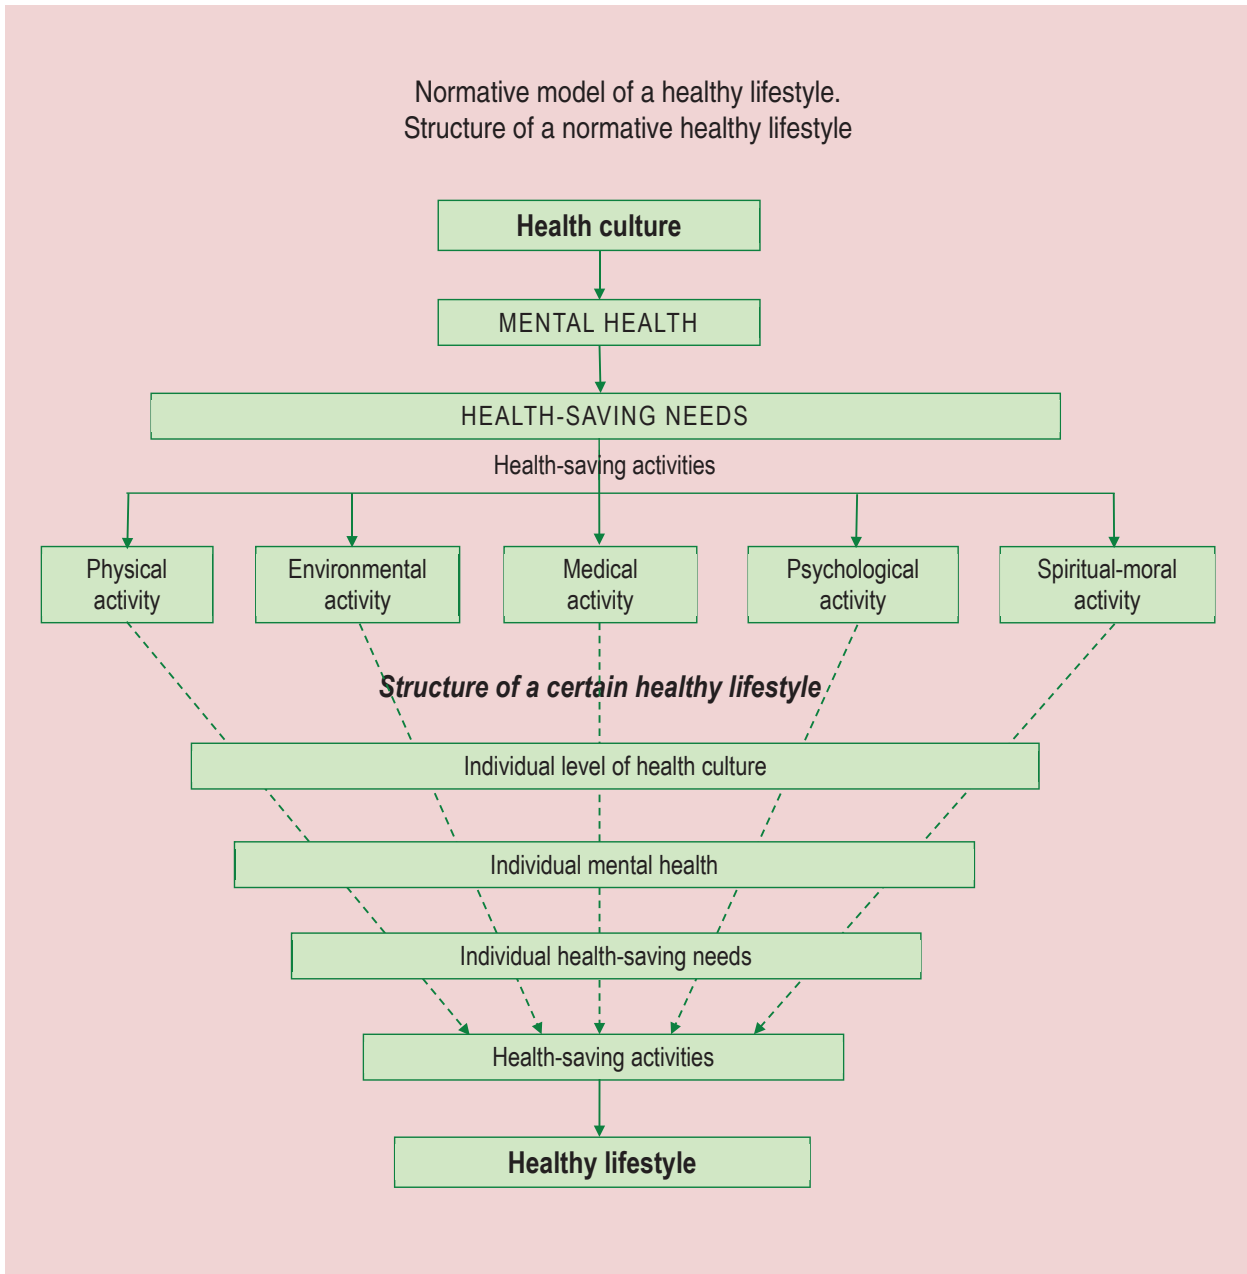 Normative model of a healthy lifestyle.
Structure of a normative healthy lifestyle
Health culture
MENTAL HEALTH
HEALTH-SAVING NEEDS
Health-saving activities
Physical
activity
Environmental
activity
Medical
activity
Psychological
activity
Spiritual-moral
activity
Structure of a certain healthy lifestyle
Individual level of health culture
Individual mental health
Individual health-saving needs
Health-saving activities
Healthy lifestyle